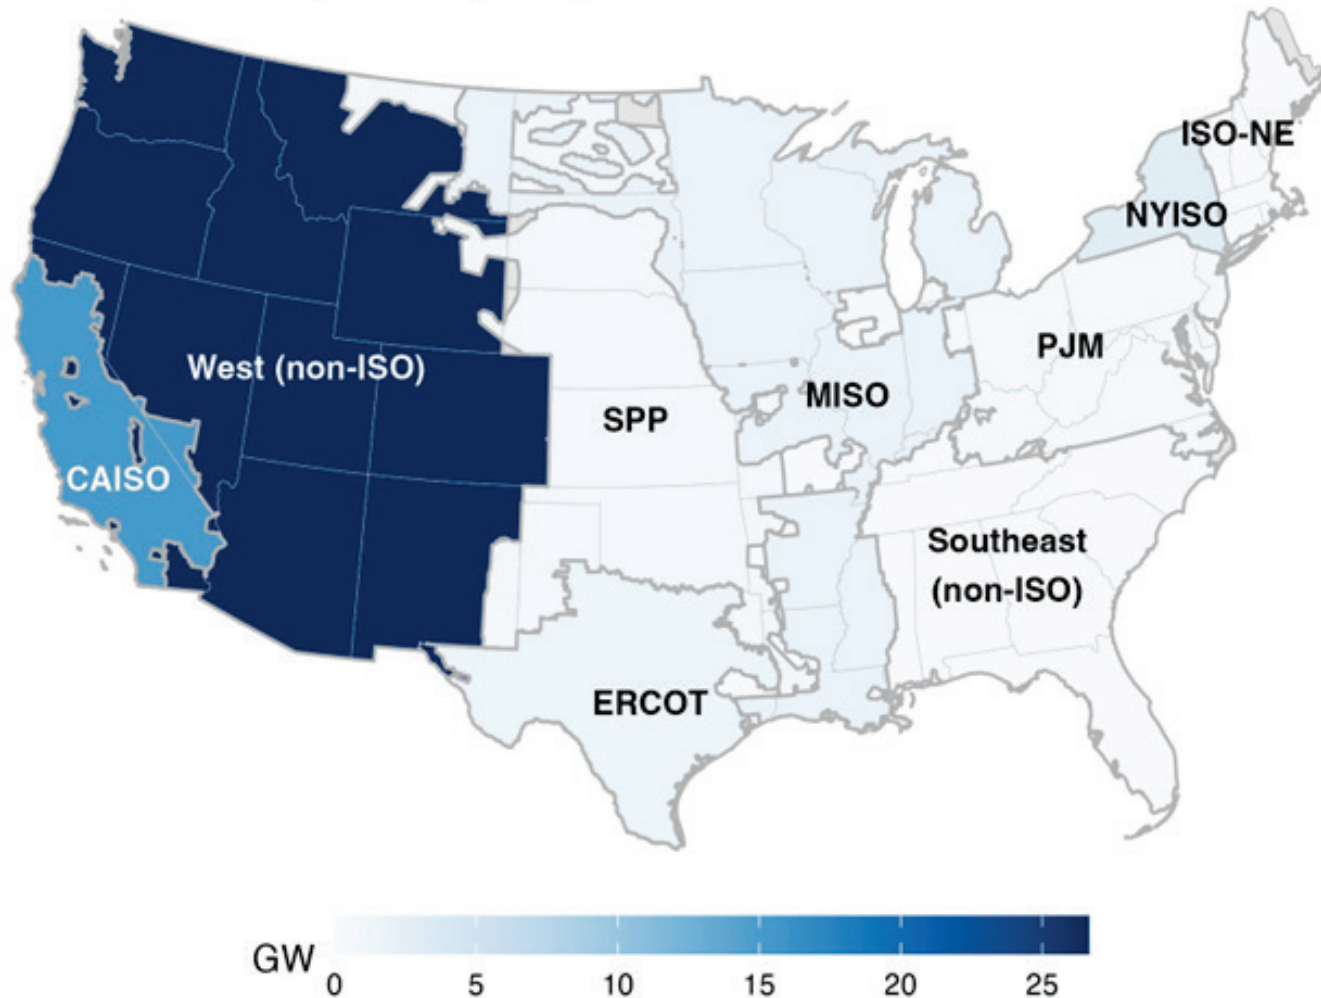 ISO-NE
NYISO
PJM
West (non-ISO)
MISO
SPP
CAISO
Southeast
(non-ISO)
ERCOT
GW
0 5 10 15 20 25